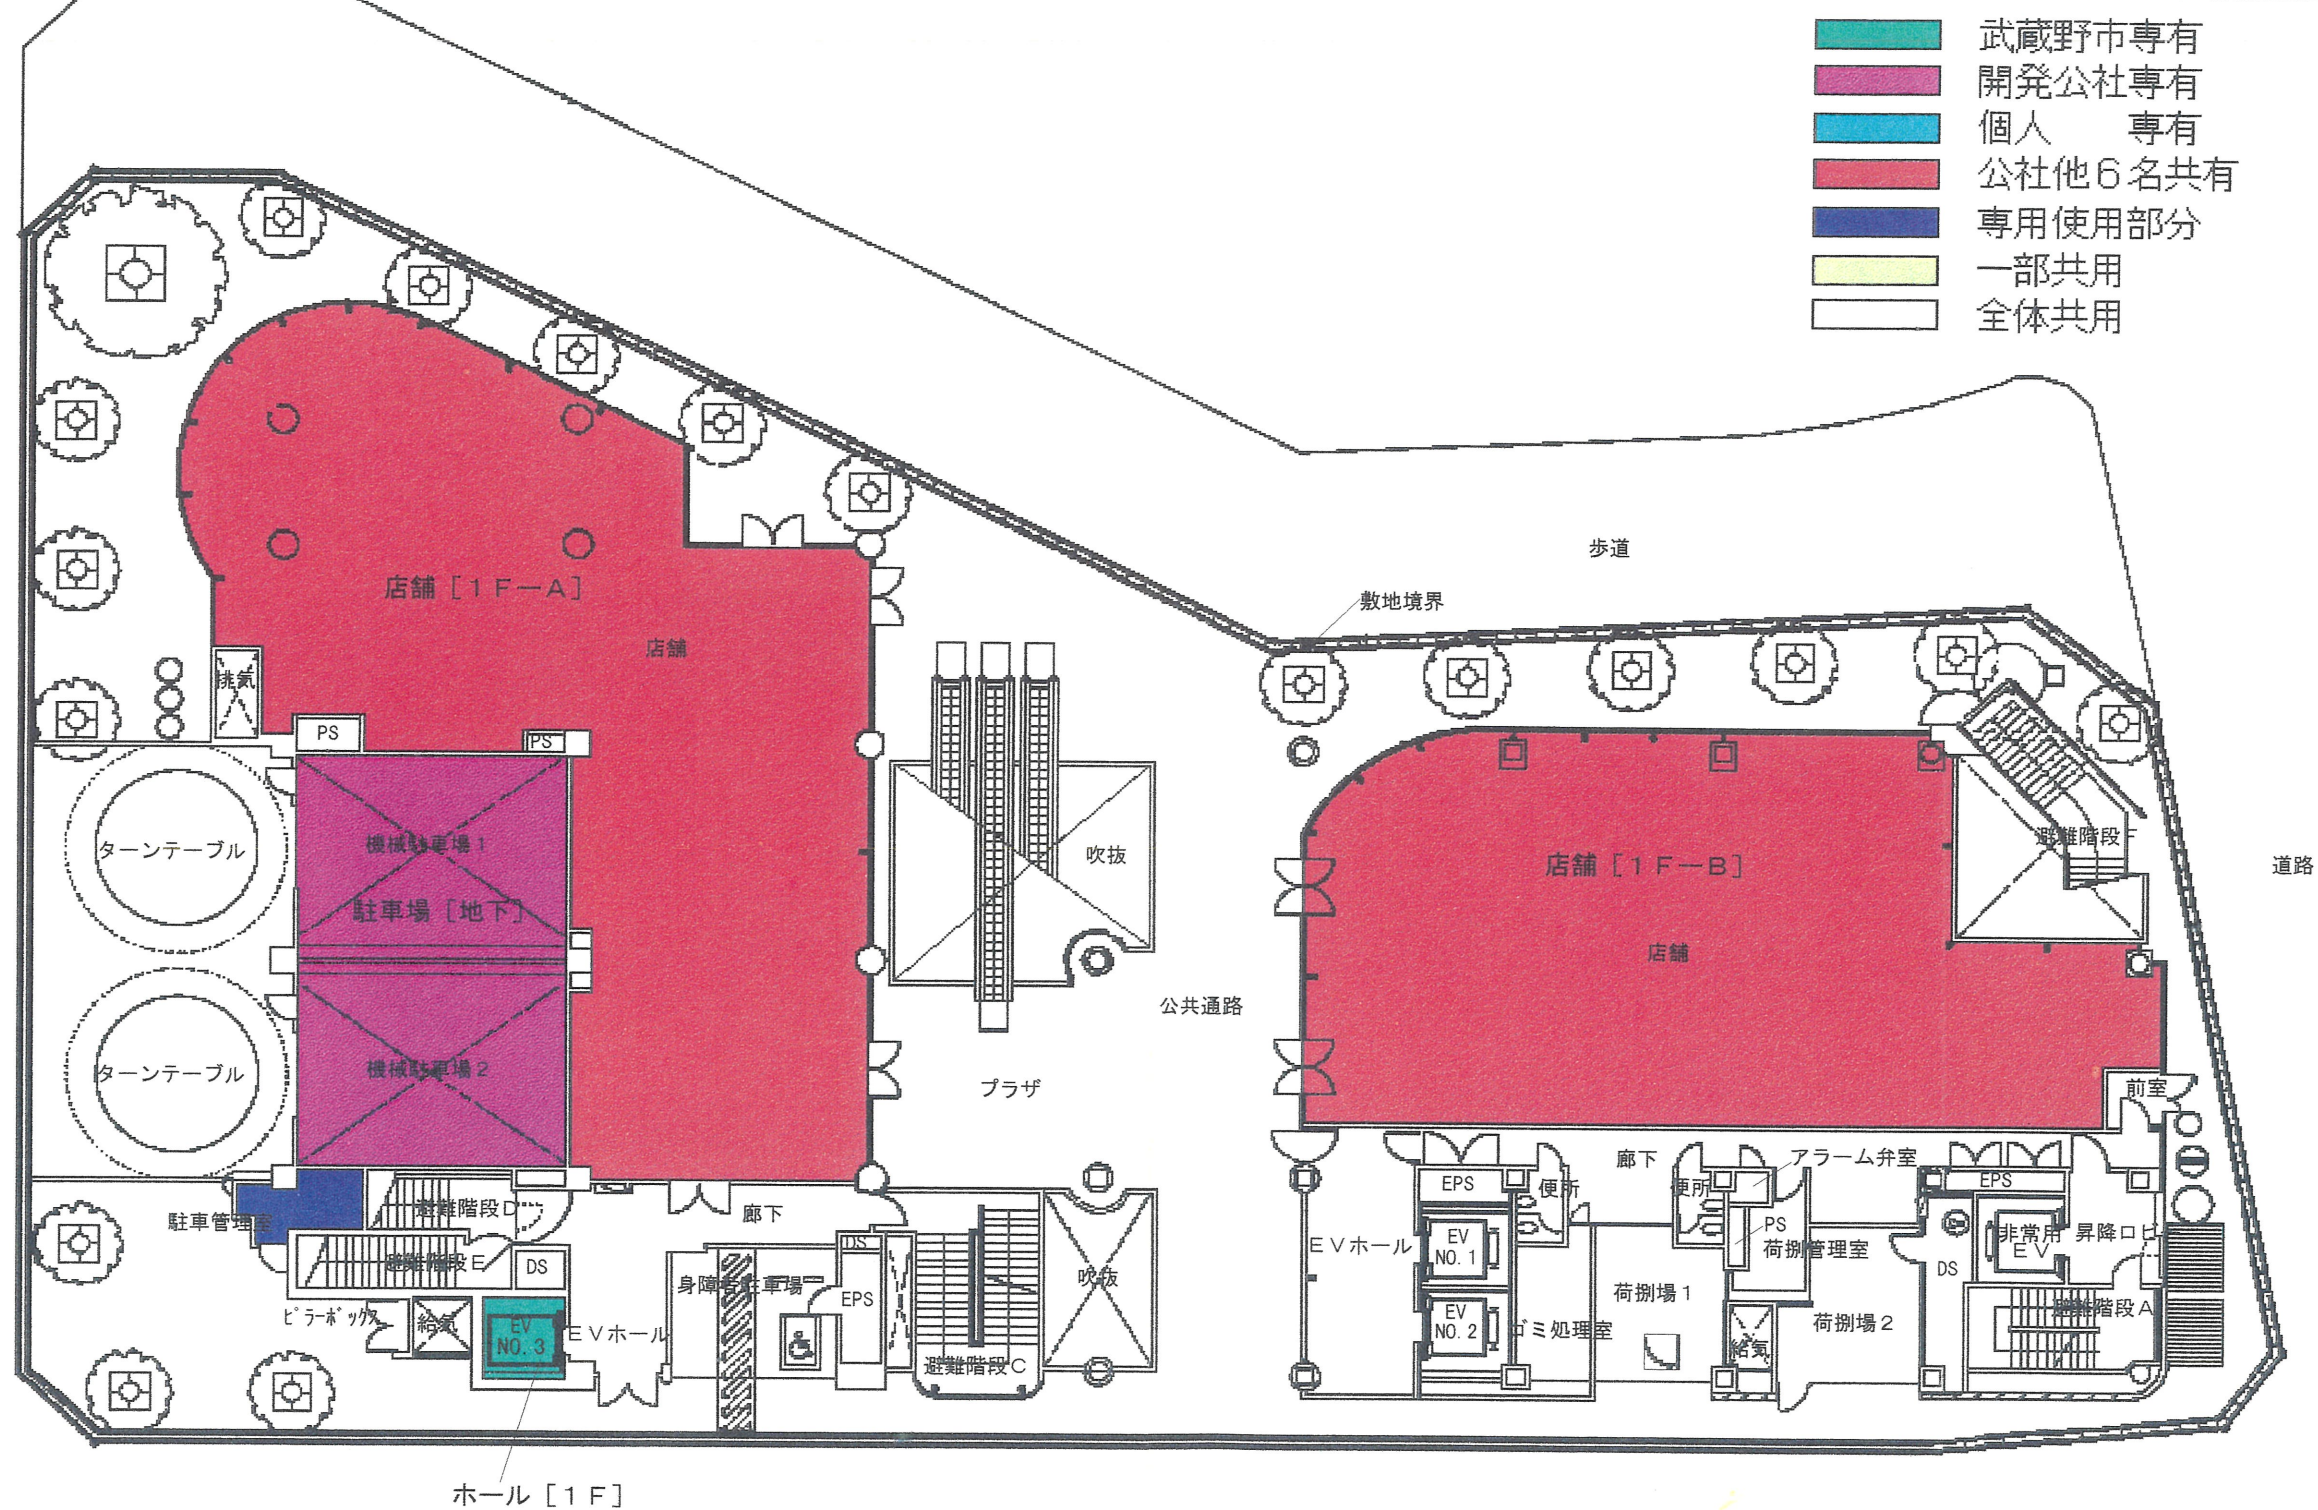 武蔵野市専有
開発公社専有
個人　　専有
公社他６名共有
専用使用部分
一部共用
全体共用
歩道
敷地境界
店舗［１Ｆ－Ａ］
店舗
排気
PS
PS
ターンテーブル
機械駐車場１
駐車場［地下］
ターンテーブル
機械駐車場２
吹抜
公共通路
プラザ
店舗［１Ｆ－Ｂ］
店舗
避難階段Ｆ
道路
前室
駐車管理室
避難階段Ｄ
避難階段Ｅ
DS
廊下
DS
身障者駐車場
EPS
ﾋﾟﾗｰﾎﾞｯｸｽ
給気
EV
NO.3
ＥＶホール
避難階段Ｃ
吹抜
ＥＶホール
EPS
EV
NO.1
EV
NO.2
便所
廊下
便所
アラーム弁室
PS
荷捌管理室
荷捌場１
ゴミ処理室
給気
荷捌場２
EPS
DS
非常用
ＥＶ
昇降ロビー
避難階段Ａ
ホール［１Ｆ］